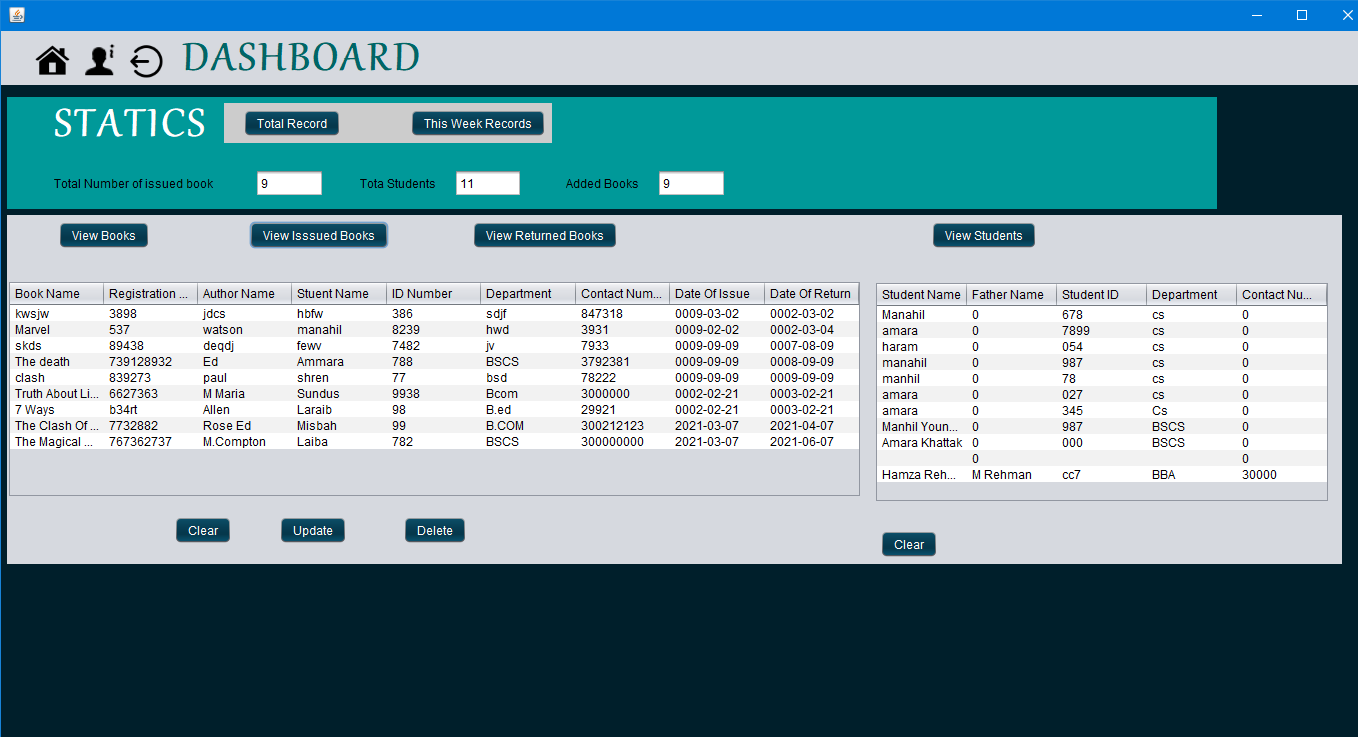 DASHBOARD
STATICS Total Record This Week Records
Total Number of issued book 9 Tota Students 11 Added Books 9
View Books View Isssued Books View Returned Books View Students
Book Name Registration ... Author Name Stuent Name ID Number Department Contact Num... Date Of Issue Date Of Return
kwsjw 3898 jdcs hbfw 386 sdjf 847318 0009-03-02 0002-03-02
Marvel 537 watson manahil 8239 hwd 3931 0009-02-02 0002-03-04
skds 89438 deqdj fewv 7482 jv 7933 0009-09-09 0007-08-09
The death 739128932 Ed Ammara 788 BSCS 3792381 0009-09-09 0008-09-09
clash 839273 paul shren 77 bsd 78222 0009-09-09 0009-09-09
Truth About Li... 6627363 M Maria Sundus 9938 Bcom 3000000 0002-02-21 0003-02-21
7 Ways b34rt Allen Laraib 98 B.ed 29921 0002-02-21 0003-02-21
The Clash Of ... 7732882 Rose Ed Misbah 99 B.COM 300212123 2021-03-07 2021-04-07
The Magical ... 767362737 M.Compton Laiba 782 BSCS 300000000 2021-03-07 2021-06-07
Clear Update Delete
Student Name Father Name Student ID Department Contact Nu...
Manahil 0 678 cs 0
amara 0 7899 cs 0
haram 0 054 cs 0
manahil 0 987 cs 0
manhil 0 78 cs 0
amara 0 027 cs 0
amara 0 345 Cs 0
Manhil Youn... 0 987 BSCS 0
Amara Khattak 0 000 BSCS 0
0 0
Hamza Reh... M Rehman cc7 BBA 30000
Clear